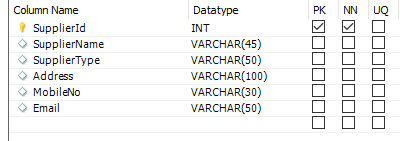 Column Name Datatype PK NN UQ
SupplierId INT
SupplierName VARCHAR(45)
SupplierType VARCHAR(50)
Address VARCHAR(100)
MobileNo VARCHAR(30)
Email VARCHAR(50)